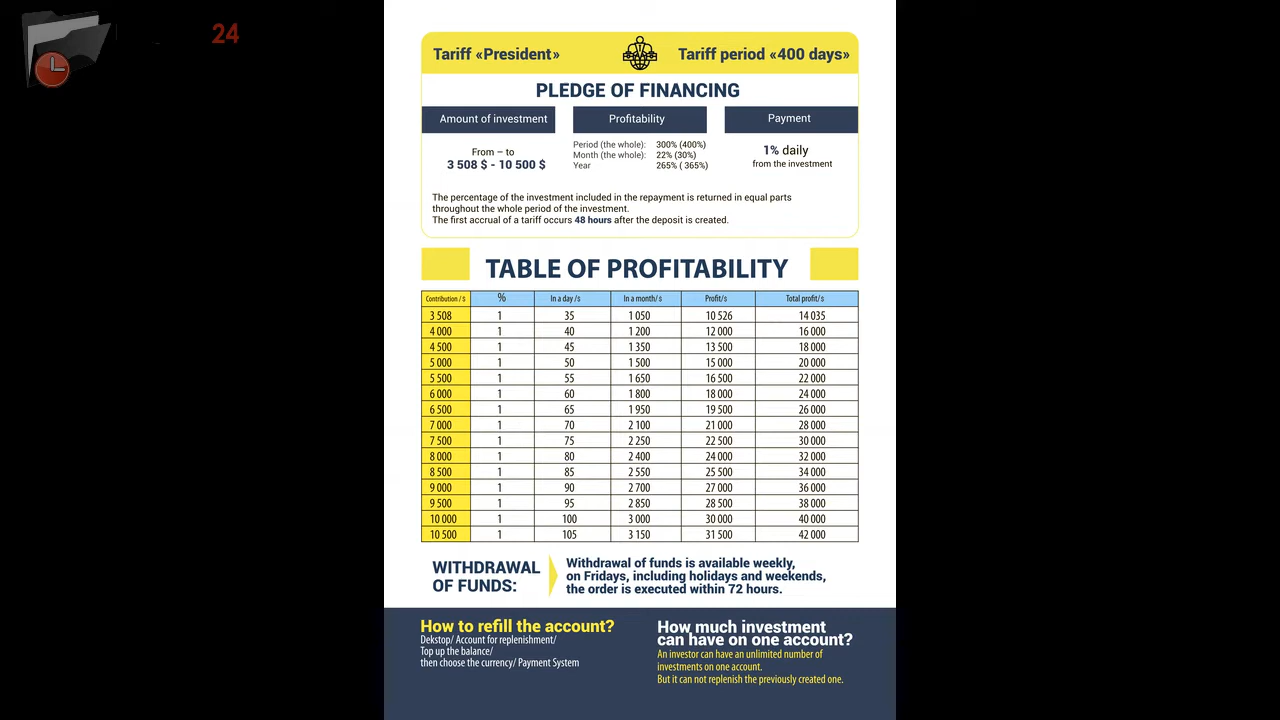 24
Tariff «President»
Tariff period «400 days»
PLEDGE OF FINANCING
Amount of investment
Profitability
Payment
From – to
3 508 $ - 10 500 $
Period (the whole): 300% (400%)
Month (the whole): 22% (30%)
Year 265% ( 365%)
1% daily
from the investment
The percentage of the investment included in the repayment is returned in equal parts
throughout the whole period of the investment.
The first accrual of a tariff occurs 48 hours after the deposit is created.
TABLE OF PROFITABILITY
Contribution / $ % In a day /s In a month/ $ Profit/s Total profit/s
3 508 1 35 1 050 10 526 14 035
4 000 1 40 1 200 12 000 16 000
4 500 1 45 1 350 13 500 18 000
5 000 1 50 1 500 15 000 20 000
5 500 1 55 1 650 16 500 22 000
6 000 1 60 1 800 18 000 24 000
6 500 1 65 1 950 19 500 26 000
7 000 1 70 2 100 21 000 28 000
7 500 1 75 2 250 22 500 30 000
8 000 1 80 2 400 24 000 32 000
8 500 1 85 2 550 25 500 34 000
9 000 1 90 2 700 27 000 36 000
9 500 1 95 2 850 28 500 38 000
10 000 1 100 3 000 30 000 40 000
10 500 1 105 3 150 31 500 42 000
WITHDRAWAL
OF FUNDS:
Withdrawal of funds is available weekly,
on Fridays, including holidays and weekends,
the order is executed within 72 hours.
How to refill the account?
Dekstop/ Account for replenishment/
Top up the balance/
then choose the currency/ Payment System
How much investment
can have on one account?
An investor can have an unlimited number of
investments on one account.
But it can not replenish the previously created one.